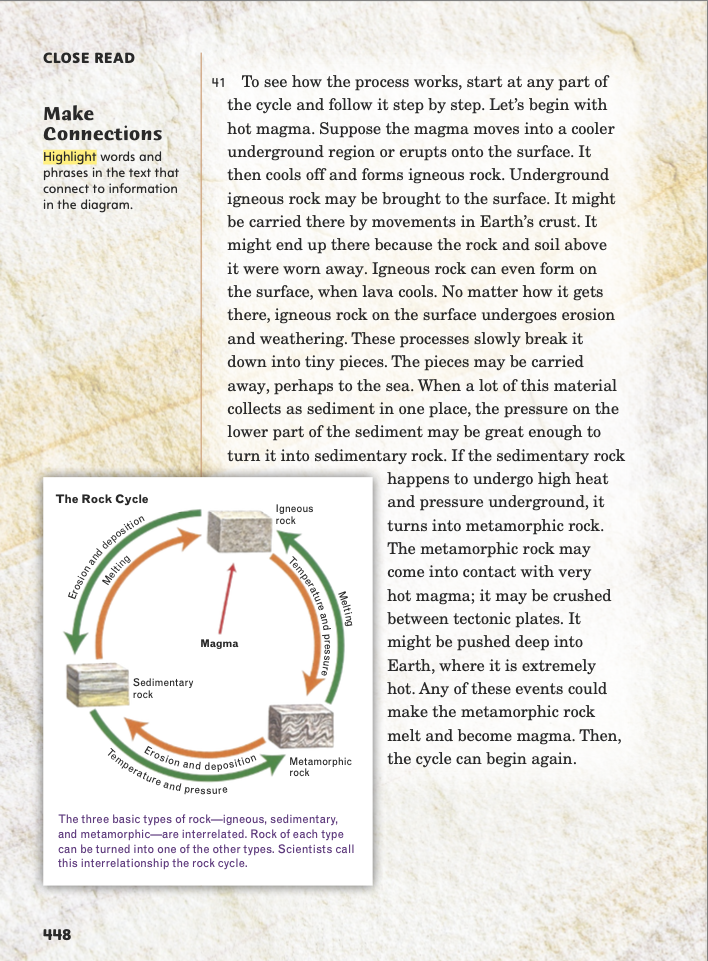 CLOSE READ
Make
Connections
Highlight words and
phrases in the text that
connect to information
in the diagram.
41 To see how the process works, start at any part of
the cycle and follow it step by step. Let’s begin with
hot magma. Suppose the magma moves into a cooler
underground region or erupts onto the surface. It
then cools off and forms igneous rock. Underground
igneous rock may be brought to the surface. It might
be carried there by movements in Earth’s crust. It
might end up there because the rock and soil above
it were worn away. Igneous rock can even form on
the surface, when lava cools. No matter how it gets
there, igneous rock on the surface undergoes erosion
and weathering. These processes slowly break it
down into tiny pieces. The pieces may be carried
away, perhaps to the sea. When a lot of this material
collects as sediment in one place, the pressure on the
lower part of the sediment may be great enough to
turn it into sedimentary rock. If the sedimentary rock
happens to undergo high heat
and pressure underground, it
turns into metamorphic rock.
The metamorphic rock may
come into contact with very
hot magma; it may be crushed
between tectonic plates. It
might be pushed deep into
Earth, where it is extremely
hot. Any of these events could
make the metamorphic rock
melt and become magma. Then,
the cycle can begin again.
The Rock Cycle
Igneous
rock
Erosion and deposition
Melting
Temperature and pressure
Melting
Magma
Sedimentary
rock
Erosion and deposition
Temperature and pressure
Metamorphic
rock
The three basic types of rock—igneous, sedimentary,
and metamorphic—are interrelated. Rock of each type
can be turned into one of the other types. Scientists call
this interrelationship the rock cycle.
448